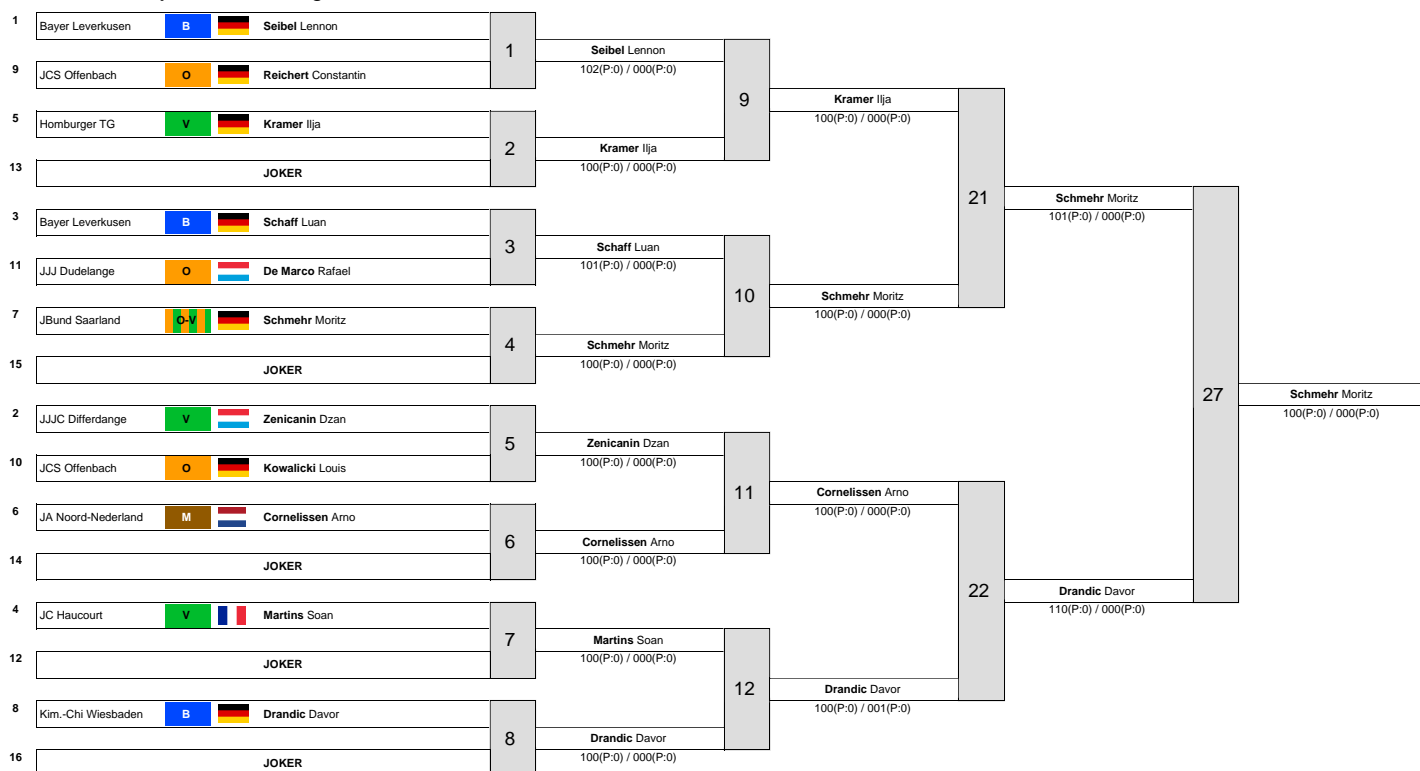 1 Bayer Leverkusen B Seibel Lennon
1
Seibel Lennon
102(P:0) / 000(P:0)
9 JCS Offenbach O Reichert Constantin
9
Kramer Ilja
100(P:0) / 000(P:0)
5 Homburger TG V Kramer Ilja
2
Kramer Ilja
100(P:0) / 000(P:0)
13 JOKER
21
Schmehr Moritz
101(P:0) / 000(P:0)
3 Bayer Leverkusen B Schaff Luan
3
Schaff Luan
101(P:0) / 000(P:0)
11 JJJ Dudelange O De Marco Rafael
10
Schmehr Moritz
100(P:0) / 000(P:0)
7 JBund Saarland O-V Schmehr Moritz
4
Schmehr Moritz
100(P:0) / 000(P:0)
15 JOKER
27
Schmehr Moritz
100(P:0) / 000(P:0)
2 JJJC Differdange V Zenicanin Dzan
5
Zenicanin Dzan
100(P:0) / 000(P:0)
10 JCS Offenbach O Kowalicki Louis
11
Cornelissen Arno
100(P:0) / 000(P:0)
6 JA Noord-Nederland M Cornelissen Arno
6
Cornelissen Arno
100(P:0) / 000(P:0)
14 JOKER
22
Drandic Davor
110(P:0) / 000(P:0)
4 JC Haucourt V Martins Soan
7
Martins Soan
100(P:0) / 000(P:0)
12 JOKER
12
Drandic Davor
100(P:0) / 001(P:0)
8 Kim.-Chi Wiesbaden B Drandic Davor
8
Drandic Davor
100(P:0) / 000(P:0)
16 JOKER